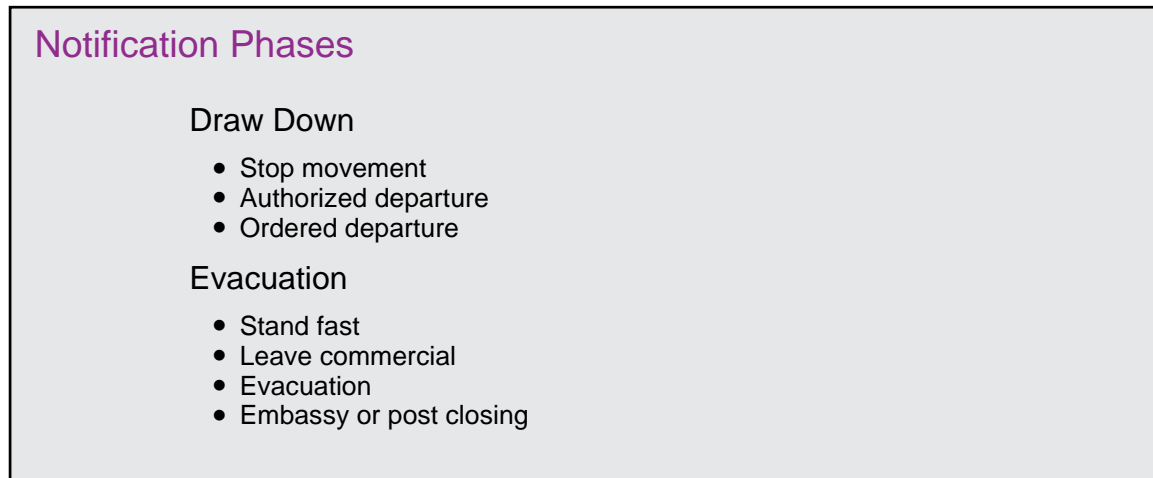 Notification Phases
Draw Down
• Stop movement
• Authorized departure
• Ordered departure
Evacuation
• Stand fast
• Leave commercial
• Evacuation
• Embassy or post closing